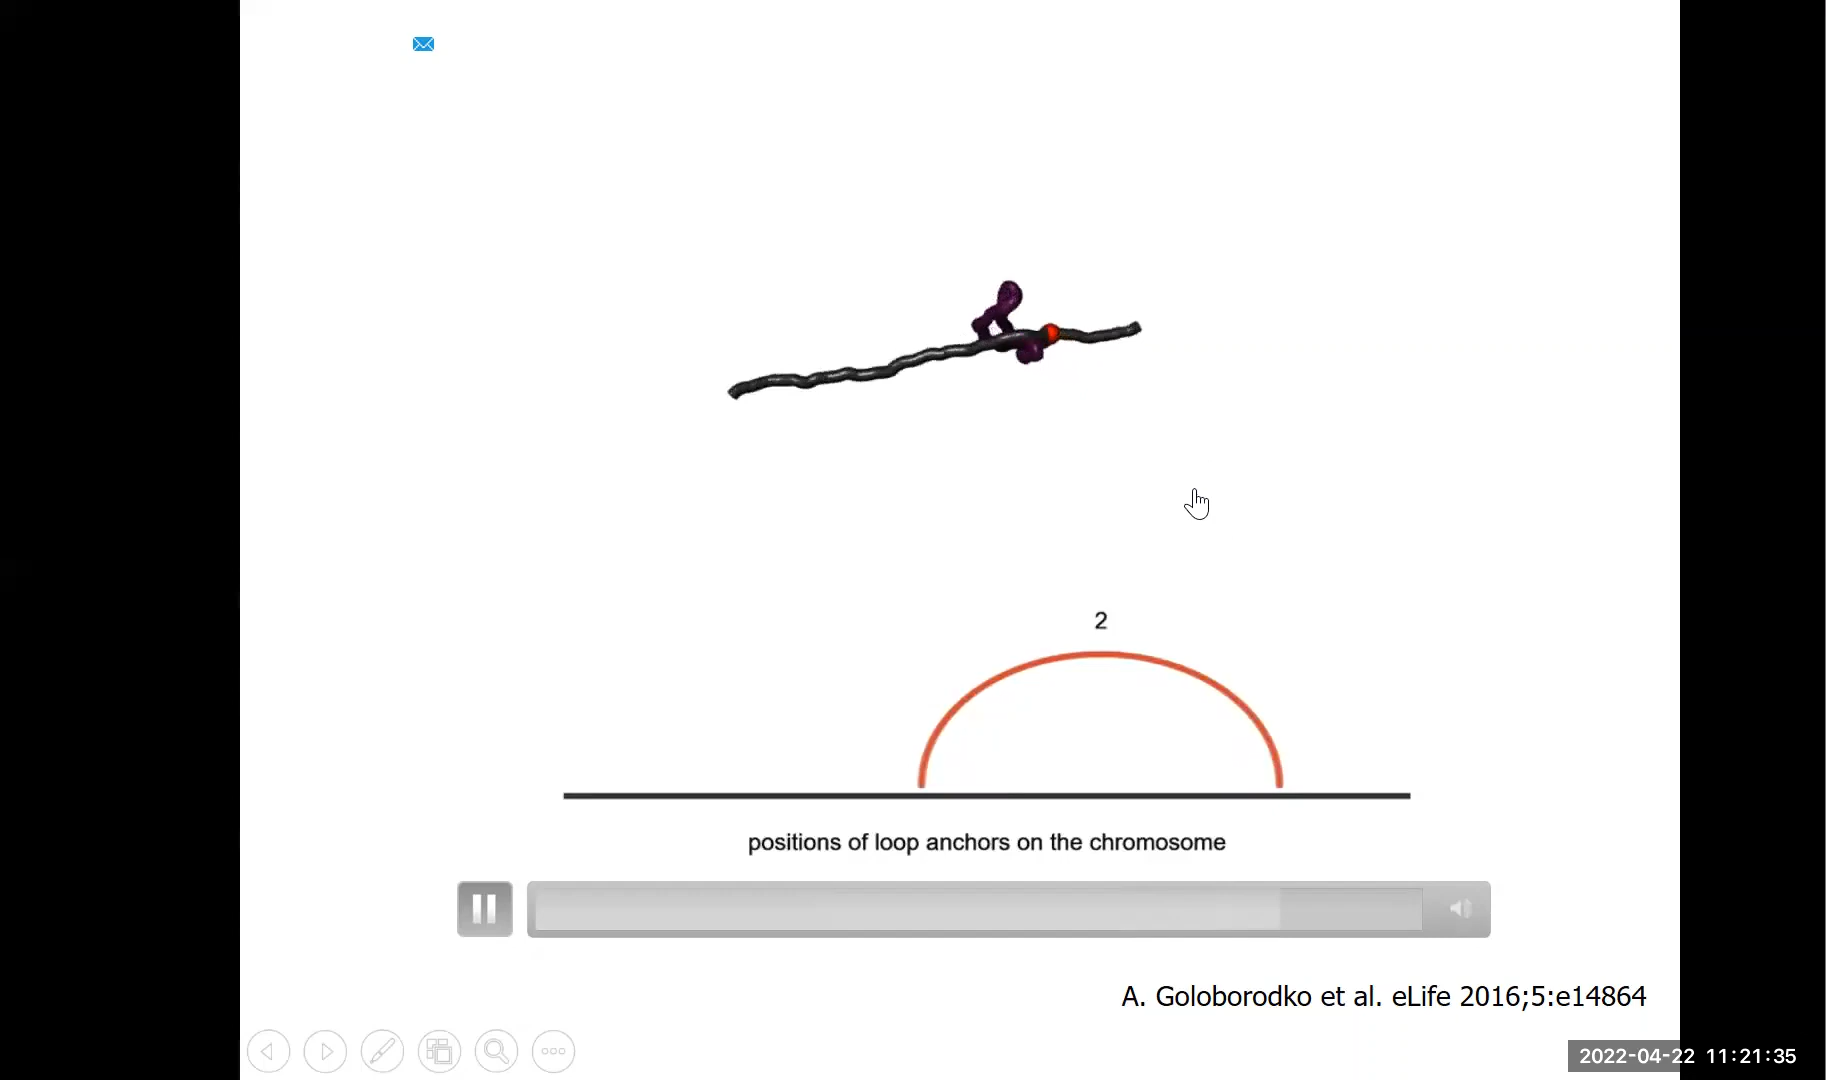 2
positions of loop anchors on the chromosome
A. Goloborodko et al. eLife 2016;5:e14864
2022-04-22 11:21:35